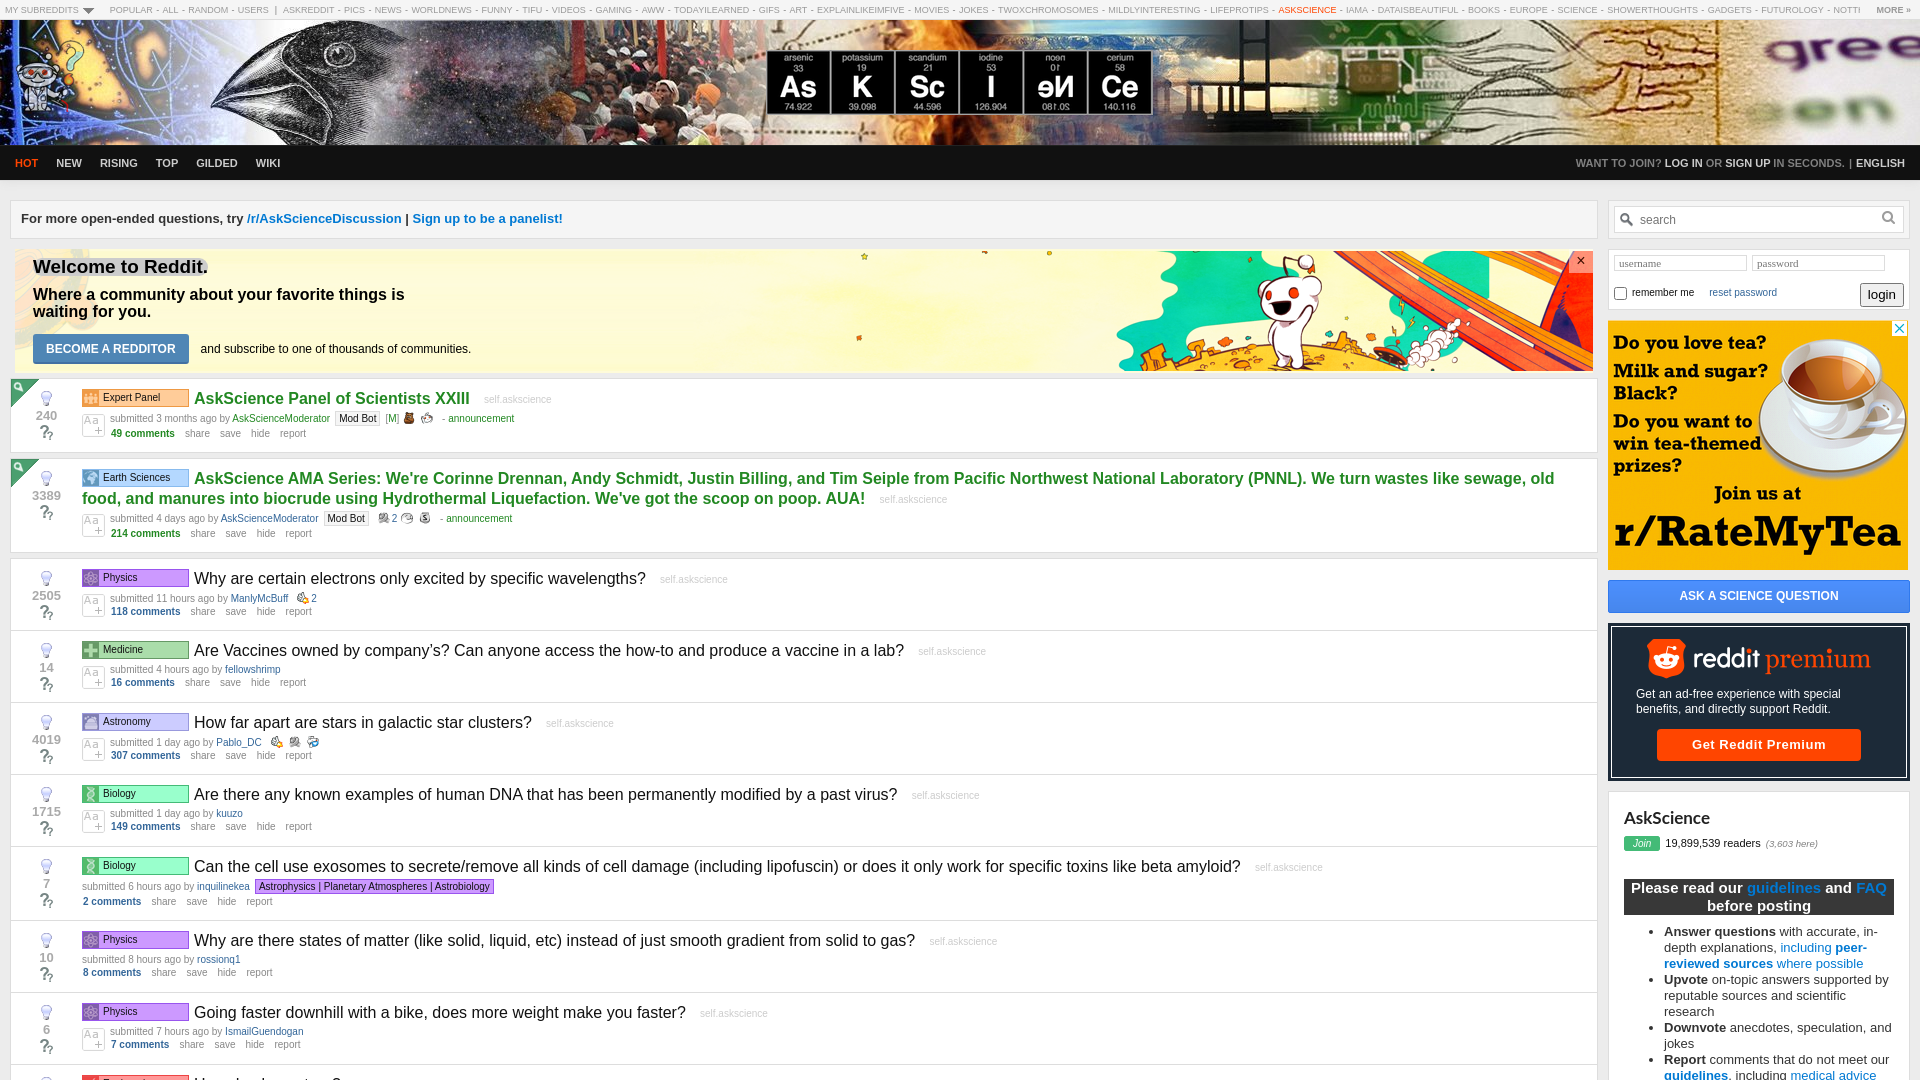 MY SUBREDDITS POPULAR - ALL - RANDOM - USERS | ASKREDDIT - PICS - NEWS - WORLDNEWS - FUNNY - TIFU - VIDEOS - GAMING - AWW - TODAYILEARNED - GIFS - ART - EXPLAINLIKEIMFIVE - MOVIES - JOKES - TWOXCHROMOSOMES - MILDLYINTERESTING - LIFEPROTIPS - ASKSCIENCE - IAMA - DATAISBEAUTIFUL - BOOKS - EUROPE - SCIENCE - SHOWERTHOUGHTS - GADGETS - FUTUROLOGY - NOTTI MORE »
arsenic potassium scandium iodine neon cerium
33 19 21 53 10 58
As K Sc I Ne Ce
74.922 39.098 44.596 126.904 20.1081 140.116
gree
en
HOT NEW RISING TOP GILDED WIKI
WANT TO JOIN? LOG IN OR SIGN UP IN SECONDS. | ENGLISH
For more open-ended questions, try /r/AskScienceDiscussion | Sign up to be a panelist!
Welcome to Reddit.
Where a community about your favorite things is
waiting for you.
BECOME A REDDITOR and subscribe to one of thousands of communities.
×
240
Expert Panel AskScience Panel of Scientists XXIII self.askscience
submitted 3 months ago by AskScienceModerator Mod Bot [M] - announcement
49 comments share save hide report
3389
Earth Sciences AskScience AMA Series: We're Corinne Drennan, Andy Schmidt, Justin Billing, and Tim Seiple from Pacific Northwest National Laboratory (PNNL). We turn wastes like sewage, old
food, and manures into biocrude using Hydrothermal Liquefaction. We've got the scoop on poop. AUA! self.askscience
submitted 4 days ago by AskScienceModerator Mod Bot 2 - announcement
214 comments share save hide report
2505
Physics Why are certain electrons only excited by specific wavelengths? self.askscience
submitted 11 hours ago by ManlyMcBuff 2
118 comments share save hide report
14
Medicine Are Vaccines owned by company’s? Can anyone access the how-to and produce a vaccine in a lab? self.askscience
submitted 4 hours ago by fellowshrimp
16 comments share save hide report
4019
Astronomy How far apart are stars in galactic star clusters? self.askscience
submitted 1 day ago by Pablo_DC
307 comments share save hide report
1715
Biology Are there any known examples of human DNA that has been permanently modified by a past virus? self.askscience
submitted 1 day ago by kuuzo
149 comments share save hide report
7
Biology Can the cell use exosomes to secrete/remove all kinds of cell damage (including lipofuscin) or does it only work for specific toxins like beta amyloid? self.askscience
submitted 6 hours ago by inquilinekea Astrophysics | Planetary Atmospheres | Astrobiology
2 comments share save hide report
10
Physics Why are there states of matter (like solid, liquid, etc) instead of just smooth gradient from solid to gas? self.askscience
submitted 8 hours ago by rossionq1
8 comments share save hide report
6
Physics Going faster downhill with a bike, does more weight make you faster? self.askscience
submitted 7 hours ago by IsmailGuendogan
7 comments share save hide report
search
username password
remember me reset password login
Do you love tea?
Milk and sugar?
Black?
Do you want to
win tea-themed
prizes?
Join us at
r/RateMyTea
ASK A SCIENCE QUESTION
reddit premium
Get an ad-free experience with special
benefits, and directly support Reddit.
Get Reddit Premium
AskScience
Join 19,899,539 readers (3,603 here)
Please read our guidelines and FAQ
before posting
• Answer questions with accurate, in-
depth explanations, including peer-
reviewed sources where possible
• Upvote on-topic answers supported by
reputable sources and scientific
research
• Downvote anecdotes, speculation, and
jokes
• Report comments that do not meet our
guidelines, including medical advice